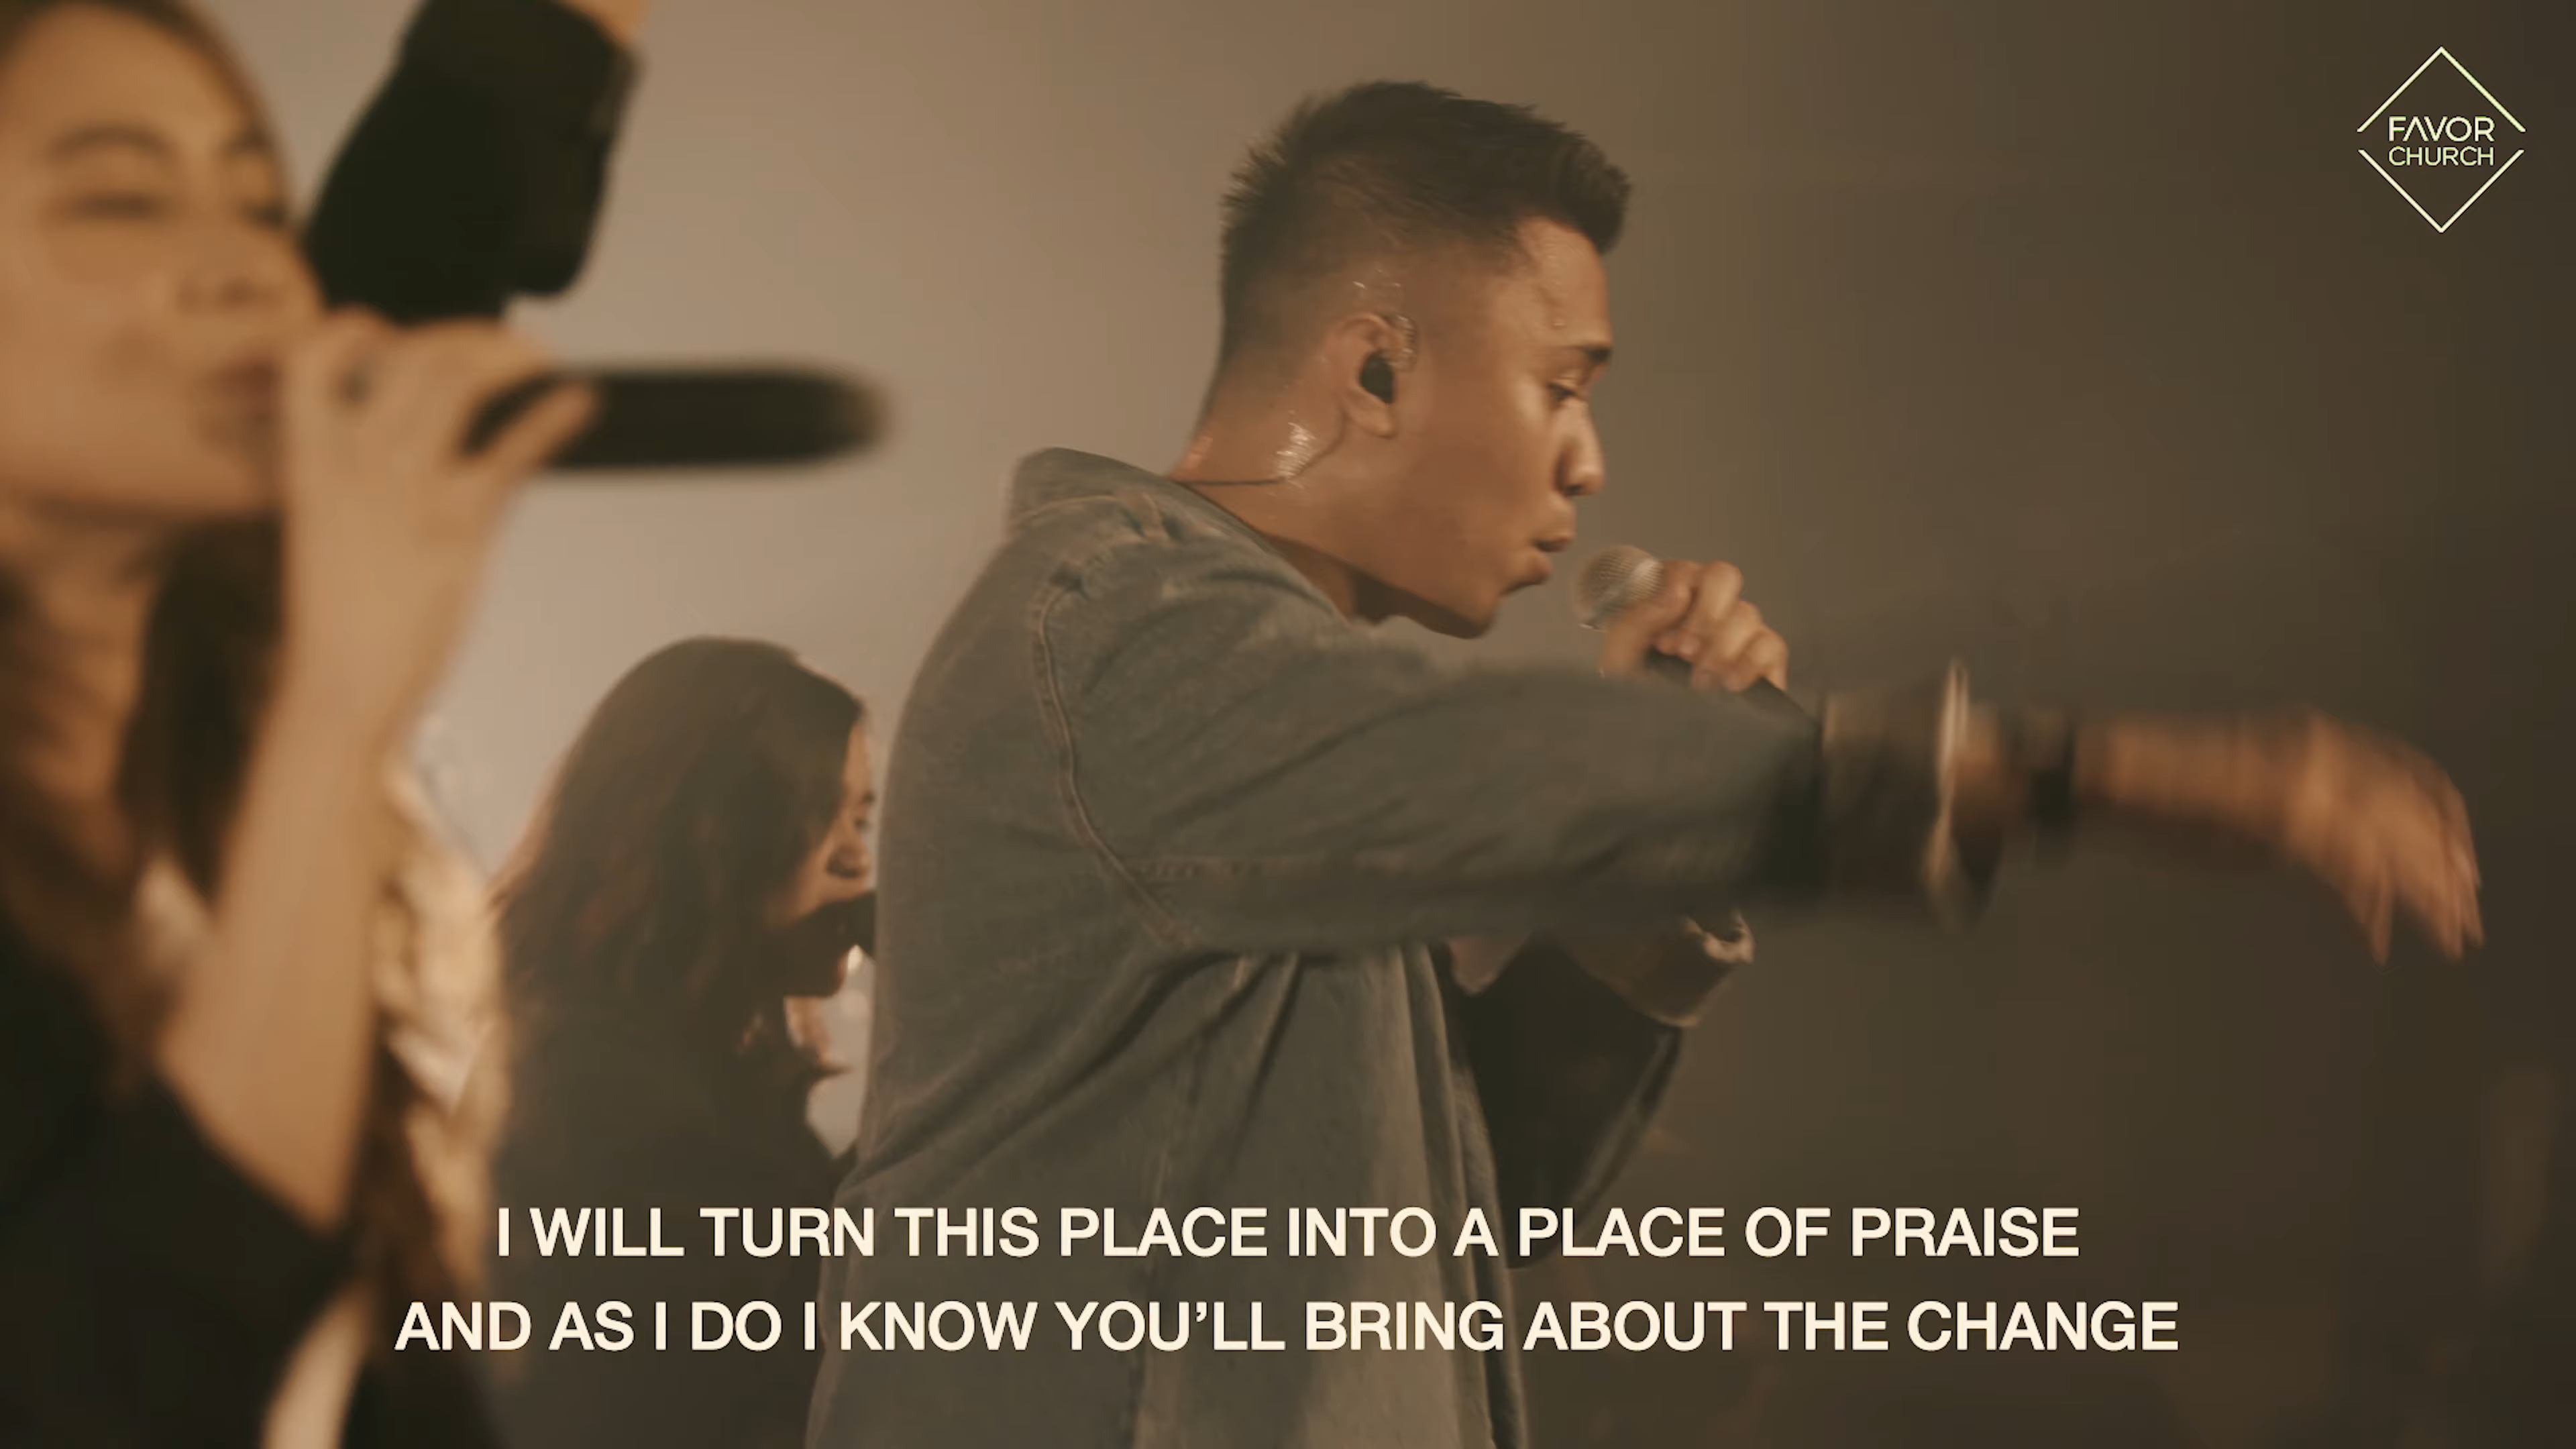 FAVOR
CHURCH
I WILL TURN THIS PLACE INTO A PLACE OF PRAISE
AND AS I DO I KNOW YOU'LL BRING ABOUT THE CHANGE